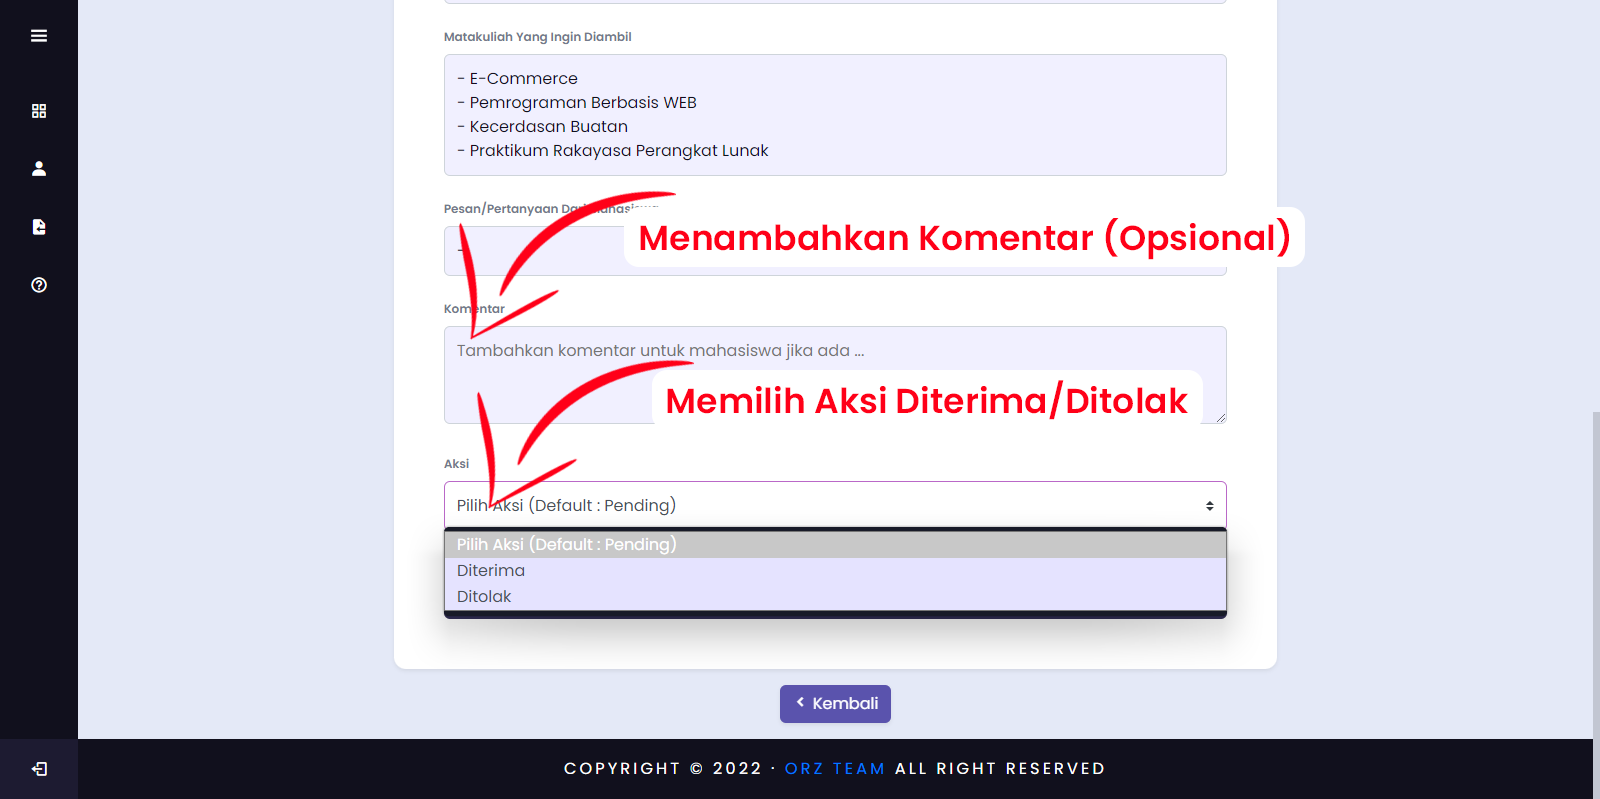 Matakuliah Yang Ingin Diambil
- E-Commerce
- Pemrograman Berbasis WEB
- Kecerdasan Buatan
- Praktikum Rakayasa Perangkat Lunak
Pesan/Pertanyaan Dari Mahasiswa
-
Menambahkan Komentar (Opsional)
Komentar
Tambahkan komentar untuk mahasiswa jika ada ...
Memilih Aksi Diterima/Ditolak
Aksi
Pilih Aksi (Default : Pending)
Pilih Aksi (Default : Pending)
Diterima
Ditolak
Kembali
COPYRIGHT © 2022 · ORZ TEAM ALL RIGHT RESERVED